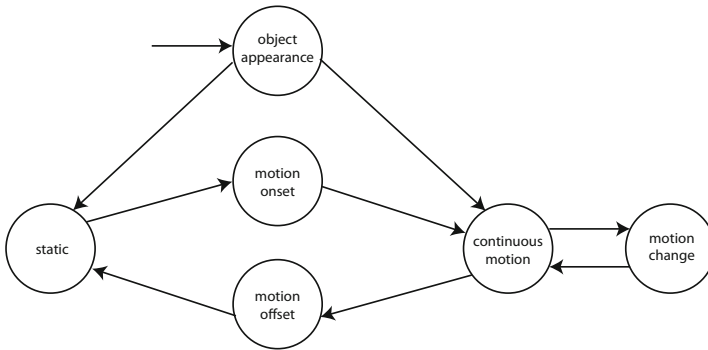 object
appearance
motion
onset
static
continuous
motion
motion
change
motion
offset